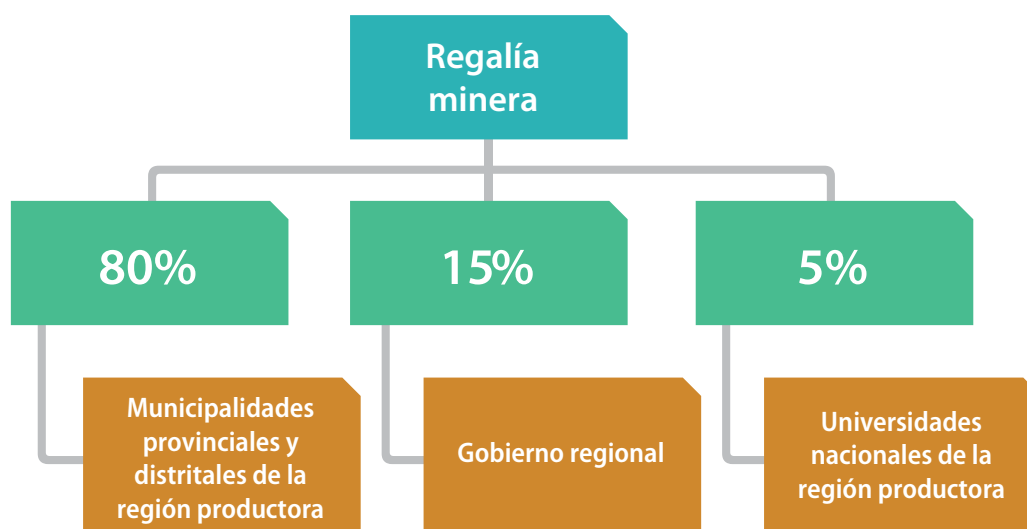 Regalía
minera
80%
15%
5%
Municipalidades
provinciales y
distritales de la
región productora
Gobierno regional
Universidades
nacionales de la
región productora